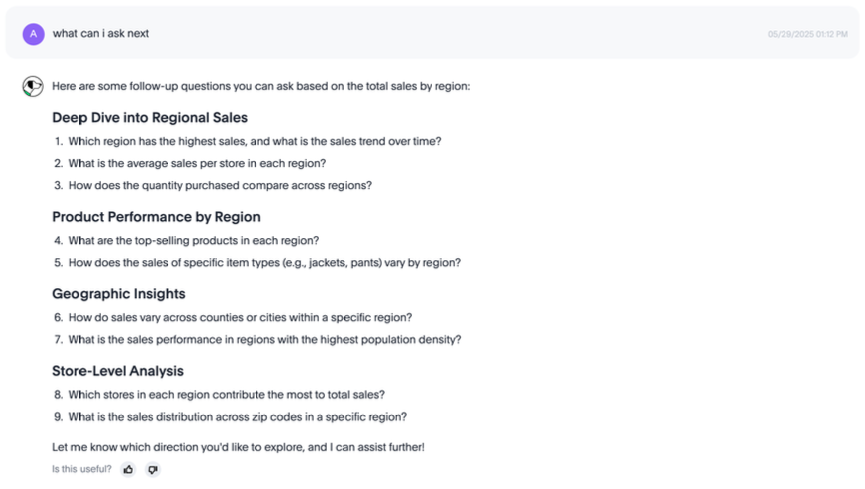 A what can i ask next 05/29/2025 01:12 PM
Here are some follow-up questions you can ask based on the total sales by region:
Deep Dive into Regional Sales
1. Which region has the highest sales, and what is the sales trend over time?
2. What is the average sales per store in each region?
3. How does the quantity purchased compare across regions?
Product Performance by Region
4. What are the top-selling products in each region?
5. How does the sales of specific item types (e.g., jackets, pants) vary by region?
Geographic Insights
6. How do sales vary across counties or cities within a specific region?
7. What is the sales performance in regions with the highest population density?
Store-Level Analysis
8. Which stores in each region contribute the most to total sales?
9. What is the sales distribution across zip codes in a specific region?
Let me know which direction you'd like to explore, and I can assist further!
Is this useful?